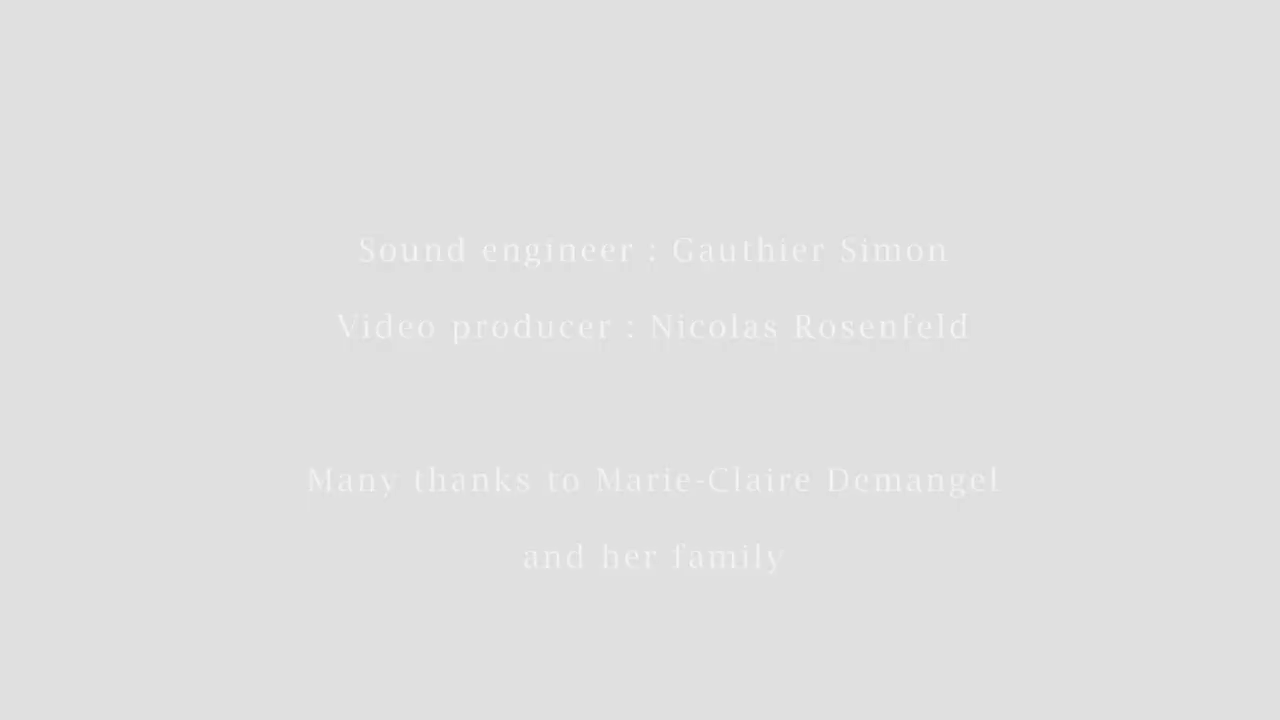 Sound engineer : Gauthier Simon
Video producer : Nicolas Rosenfeld
Many thanks to Marie-Claire Demangel
and her family